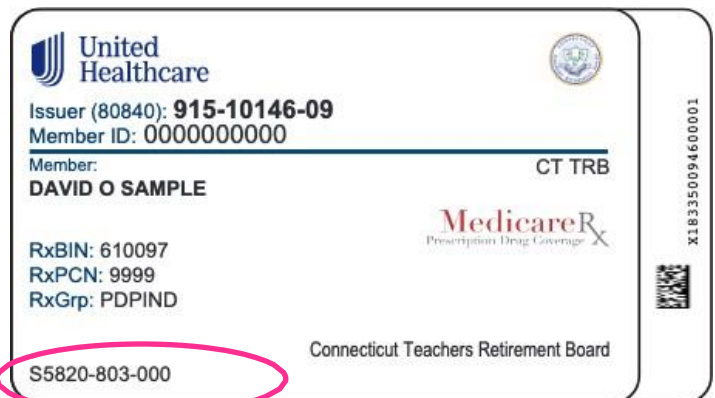 United
Healthcare
Issuer (80840): 915-10146-09
Member ID: 0000000000
Member:
CT TRB
DAVID O SAMPLE
MedicareRx
Prescription Drug Coverage
RxBIN: 610097
RxPCN: 9999
RxGrp: PDPIND
Connecticut Teachers Retirement Board
S5820-803-000
X183350094600001